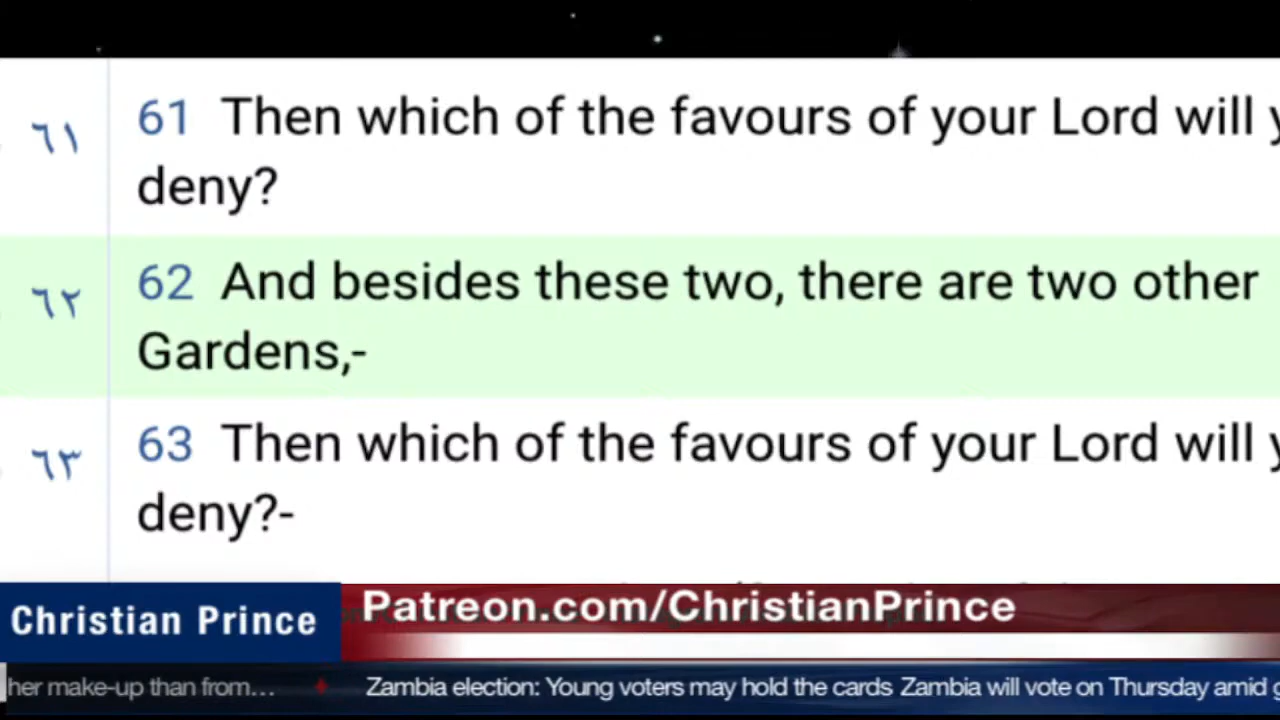 ٦١ 61 Then which of the favours of your Lord will
deny?
٦٢ 62 And besides these two, there are two other
Gardens,-
٦٣ 63 Then which of the favours of your Lord will
deny?-
Christian Prince Patreon.com/ChristianPrince
her make-up than from... Zambia election: Young voters may hold the cards Zambia will vote on Thursday amid